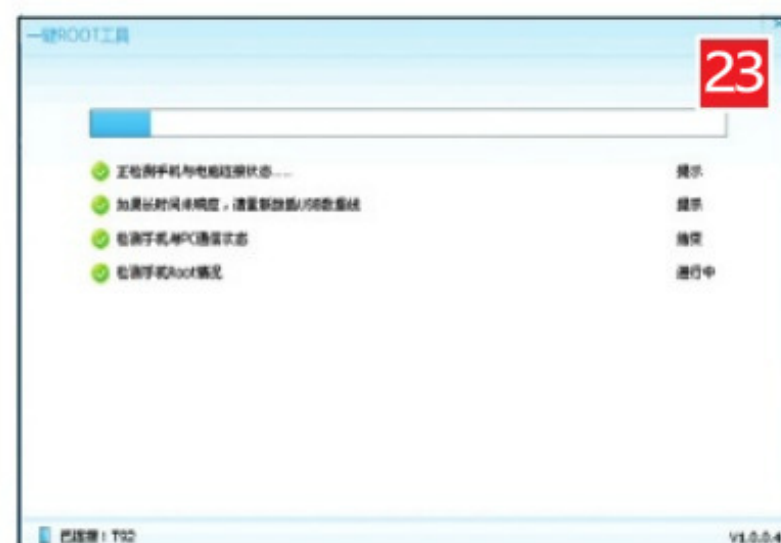 一键ROOT工具
23
正检测手机与电脑连接状态…… 提示
如果长时间未响应，请重新拔插USB数据线 提示
检测手机与PC通信状态 结束
检测手机Root情况 进行中
已连接：T92
V1.0.0.4